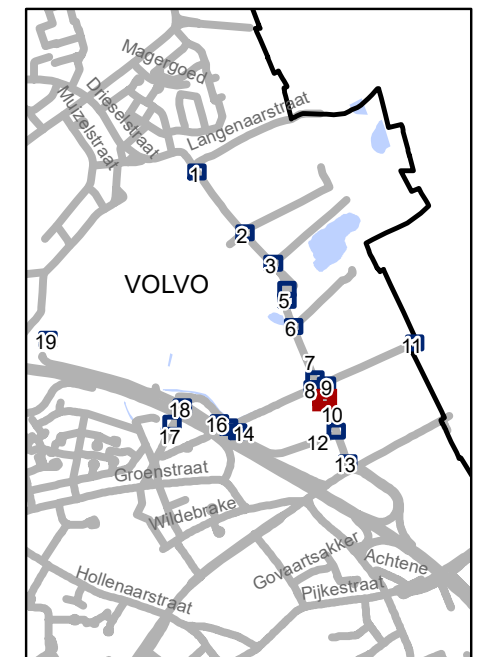 Magergoed
Drieselstraat
Muizelstraat
Langenaarstraat
1
2
3
VOLVO
5
6
19
11
7
8
9
18
10
16
17
14
12
13
Groenstraat
Wildebrake
Govaartsakker
Achtene
Hollenaarstraat
Pijkestraat